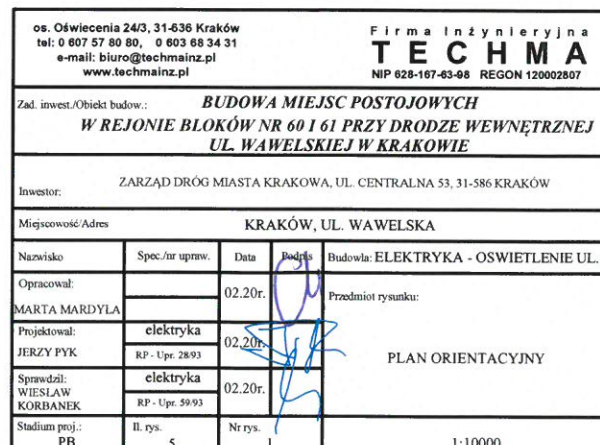 os. Oświecenia 24/3, 31-636 Kraków
tel: 0 607 57 80 80, 0 603 68 34 31
e-mail: biuro@techmainz.pl
www.techmainz.pl
Firma Inżynieryjna
TECHMA
NIP 628-167-63-98 REGON 120002807
Zad. inwest./Obiekt budow.: BUDOWA MIEJSC POSTOJOWYCH
W REJONIE BLOKÓW NR 60 I 61 PRZY DRODZE WEWNĘTRZNEJ
UL. WAWELSKIEJ W KRAKOWIE
Inwestor: ZARZĄD DRÓG MIASTA KRAKOWA, UL. CENTRALNA 53, 31-586 KRAKÓW
Miejscowość/Adres KRAKÓW, UL. WAWELSKA
Nazwisko Spec./nr upraw. Data Podpis Budowla: ELEKTRYKA - OSWIETLENIE UL.
Opracował:
MARTA MARDYLA
02.20r.
Przedmiot rysunku:
Projektował:
JERZY PYK
elektryka
RP - Upr. 28/93
02.20r.
PLAN ORIENTACYJNY
Sprawdził:
WIESŁAW
KORBANEK
elektryka
RP - Upr. 59/93
02.20r.
Stadium proj.: Il. rys. Nr rys.
PB 5 1 1:10000